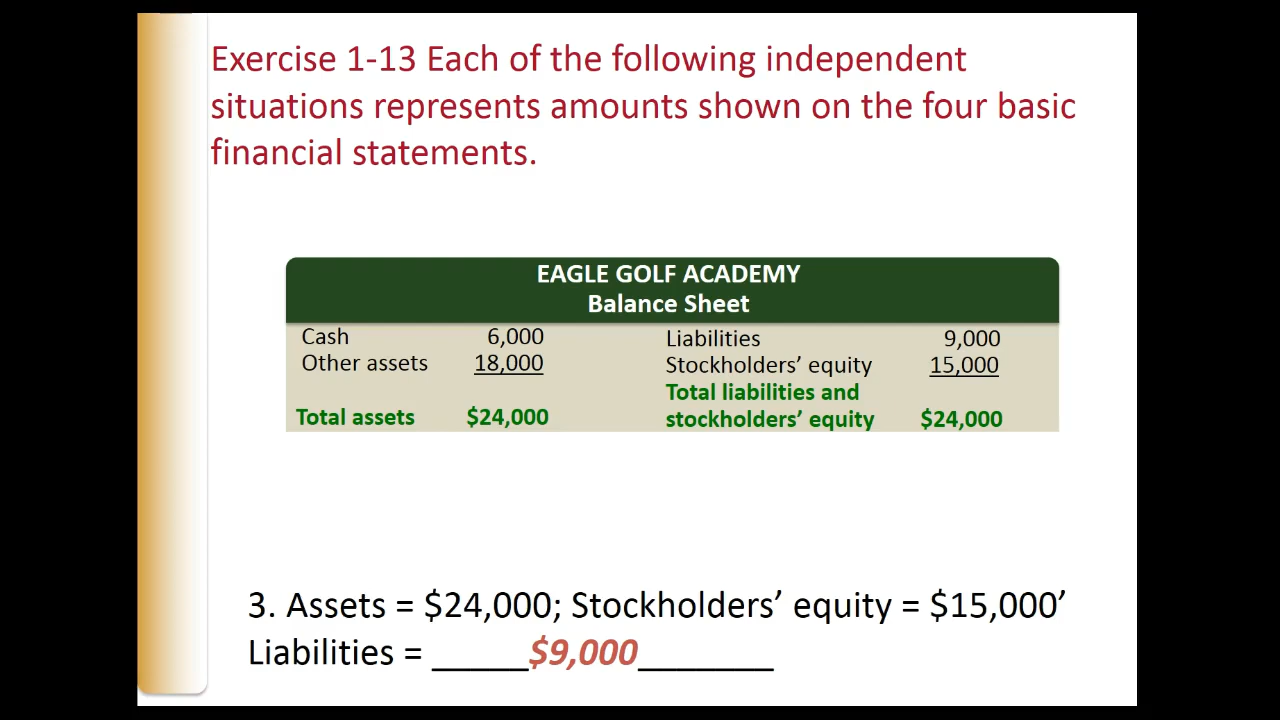 Exercise 1-13 Each of the following independent
situations represents amounts shown on the four basic
financial statements.
EAGLE GOLF ACADEMY
Balance Sheet
Cash 6,000 Liabilities 9,000
Other assets 18,000 Stockholders’ equity 15,000
Total liabilities and
Total assets $24,000 stockholders’ equity $24,000
3. Assets = $24,000; Stockholders’ equity = $15,000’
Liabilities = _____$9,000_______